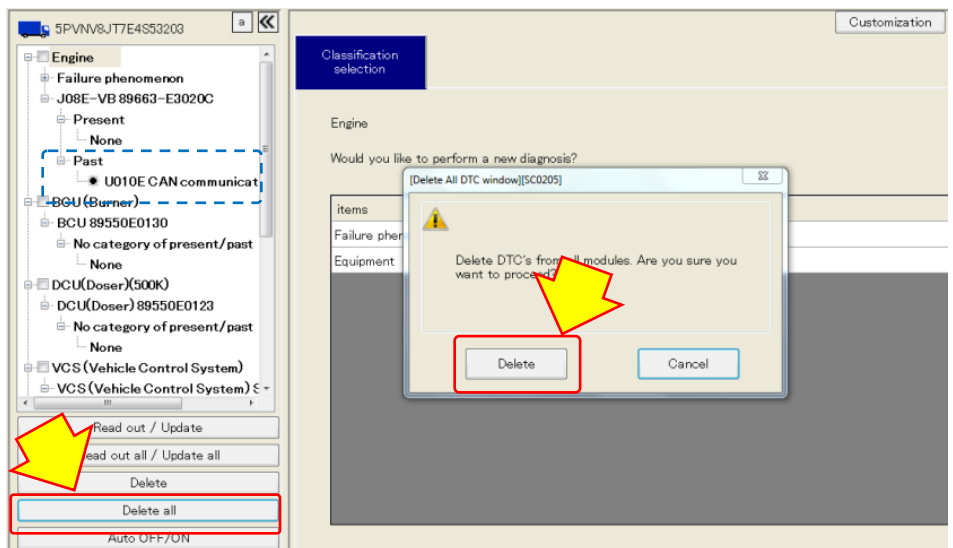 5PVNV8JT7E4S53203
a
Customization
Engine
Failure phenomenon
J08E-VB 89663-E3020C
Present
None
Past
U010E CAN communicat
BCU (Burner)
BCU 89550E0130
No category of present/past
None
DCU(Doser)(500K)
DCU(Doser) 89550E0123
No category of present/past
None
VCS (Vehicle Control System)
VCS (Vehicle Control System) S
Read out / Update
ead out all / Update all
Delete
Delete all
Auto OFF/ON
Classification
selection
Engine
Would you like to perform a new diagnosis?
items
Failure phen
Equipment
[Delete All DTC window][SC0205]
Delete DTC's from all modules. Are you sure you
want to proceed?
Delete
Cancel